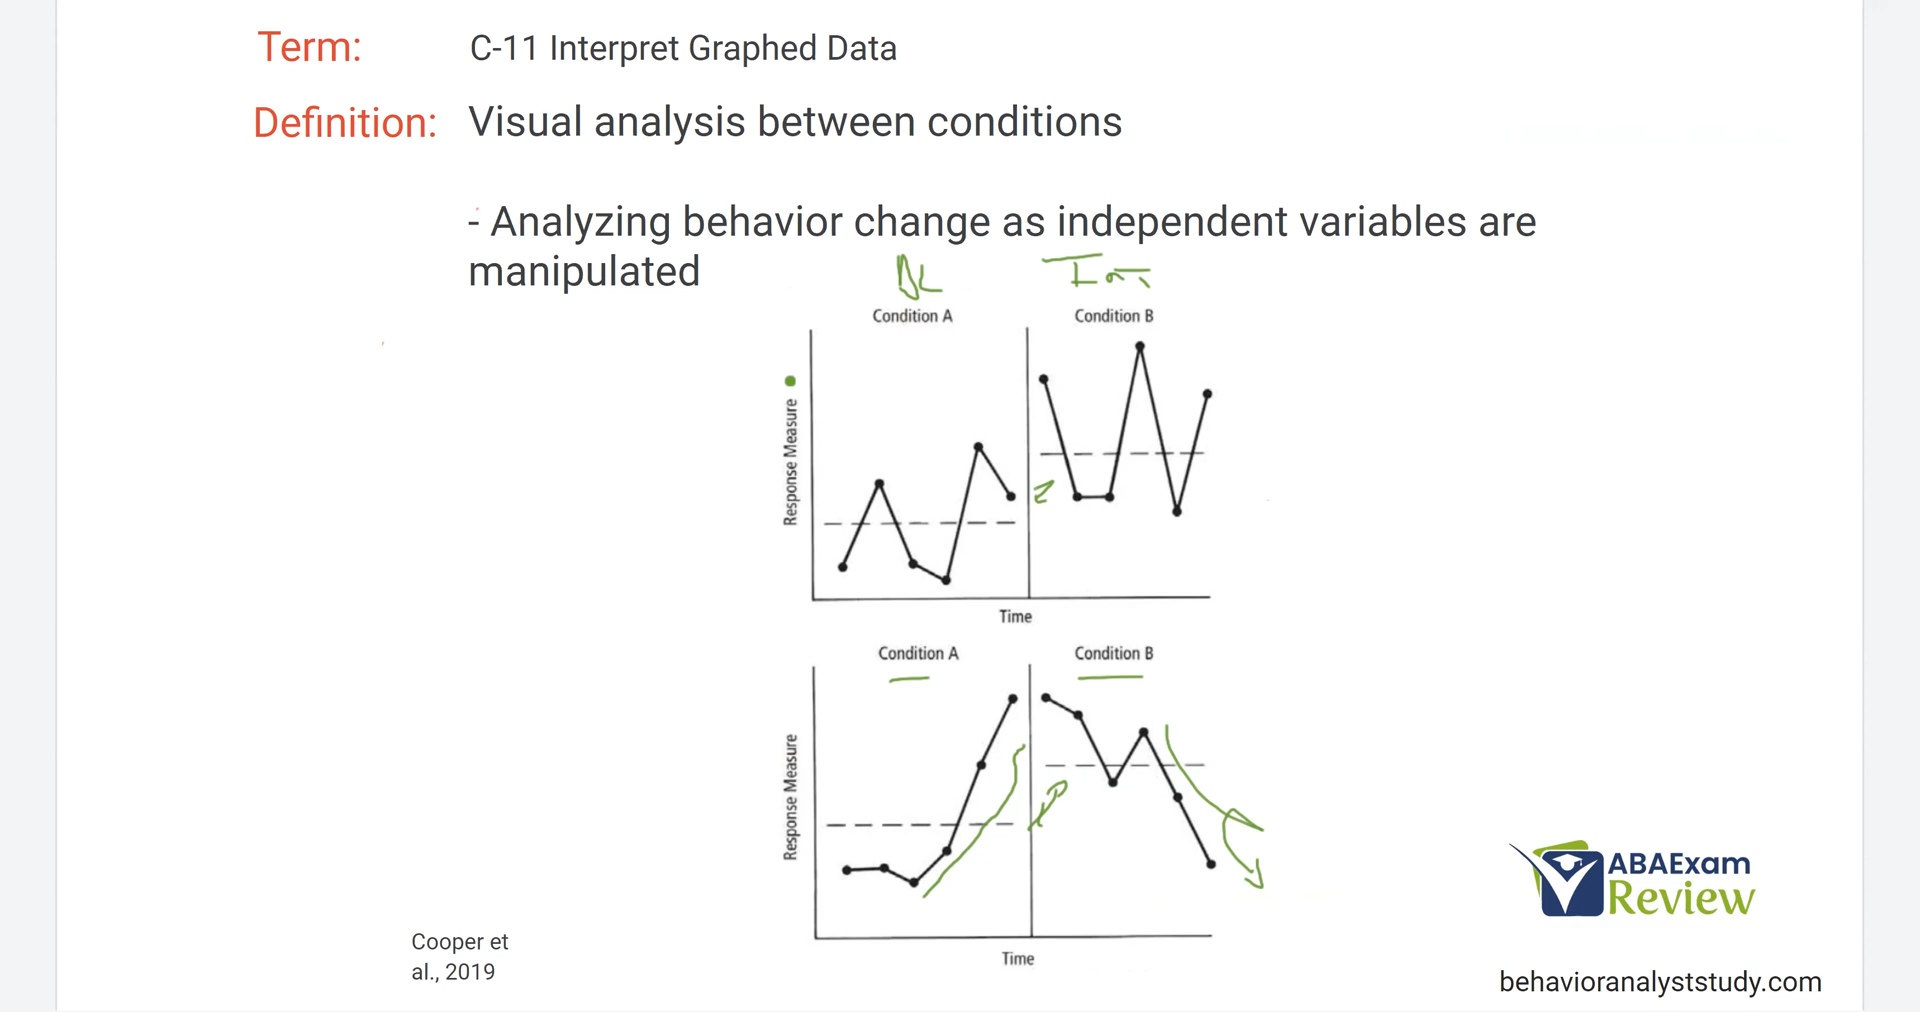 Term: C-11 Interpret Graphed Data
Definition: Visual analysis between conditions
- Analyzing behavior change as independent variables are
manipulated
BL
Condition A Condition B
Response Measure
Time
Condition A Condition B
Response Measure
Time
Cooper et
al., 2019
ABAExam
Review
behavioranalyststudy.com